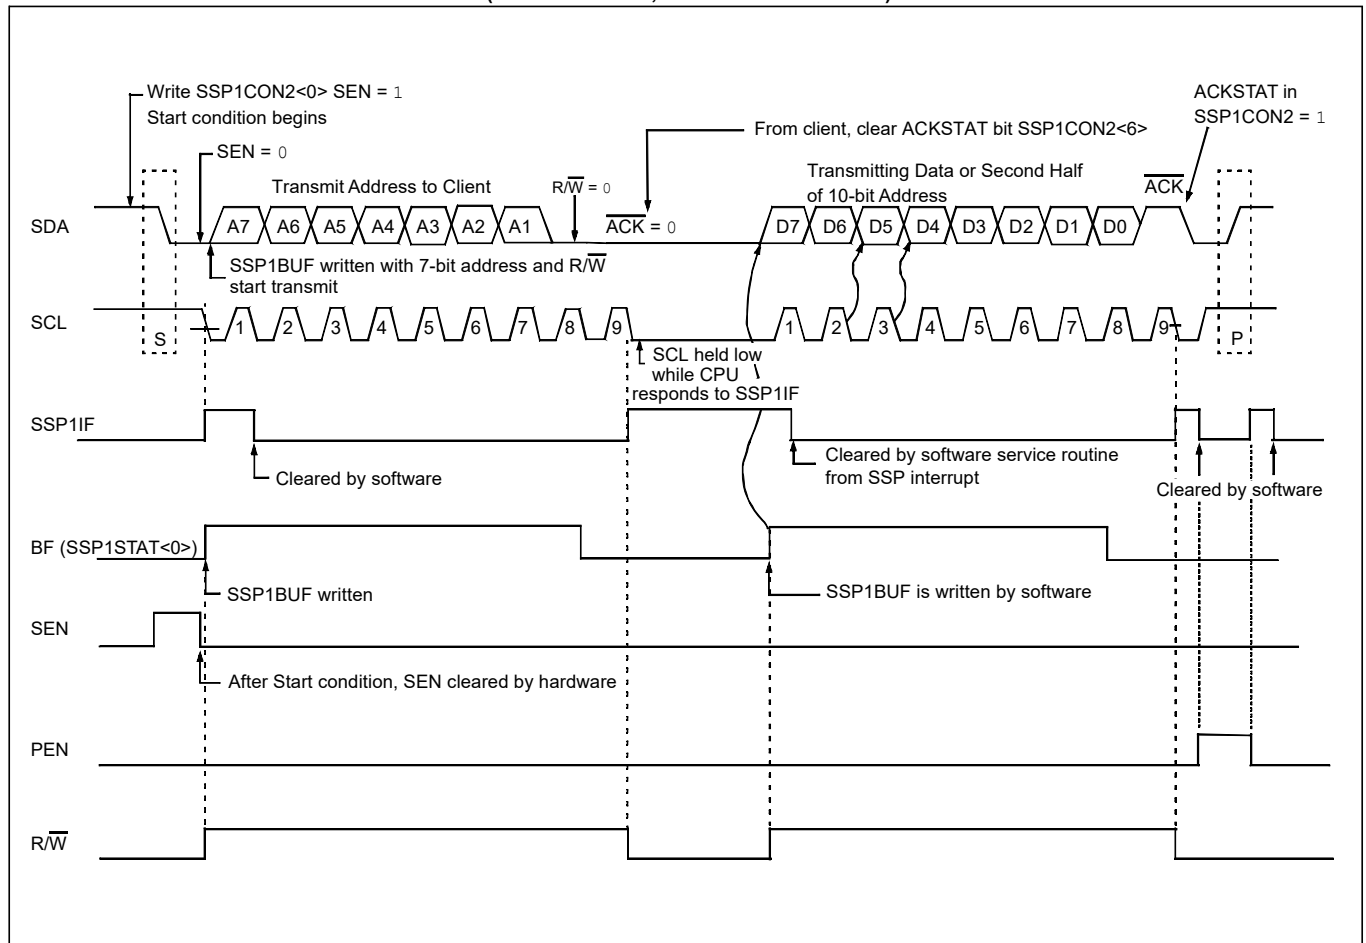 Write SSP1CON2<0> SEN = 1
Start condition begins
ACKSTAT in
SSP1CON2 = 1
From client, clear ACKSTAT bit SSP1CON2<6>
SEN = 0
Transmit Address to Client
R/W̅ = 0
Transmitting Data or Second Half
of 10-bit Address
A̅C̅K̅
SDA
A7 A6 A5 A4 A3 A2 A1
A̅C̅K̅ = 0
D7 D6 D5 D4 D3 D2 D1 D0
SSP1BUF written with 7-bit address and R/W̅
start transmit
SCL
S
1 2 3 4 5 6 7 8 9
1 2 3 4 5 6 7 8 9
P
SCL held low
while CPU
responds to SSP1IF
SSP1IF
Cleared by software
Cleared by software service routine
from SSP interrupt
Cleared by software
BF (SSP1STAT<0>)
SSP1BUF written
SSP1BUF is written by software
SEN
After Start condition, SEN cleared by hardware
PEN
R/W̅